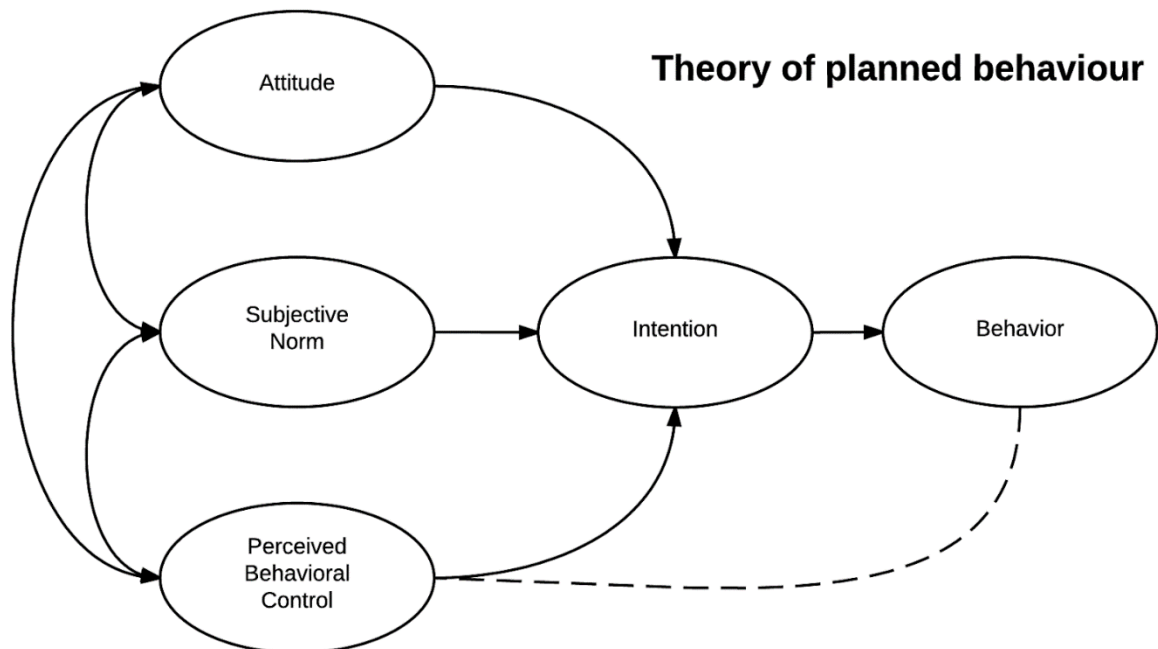 Theory of planned behaviour
Attitude
Subjective
Norm
Intention
Behavior
Perceived
Behavioral
Control